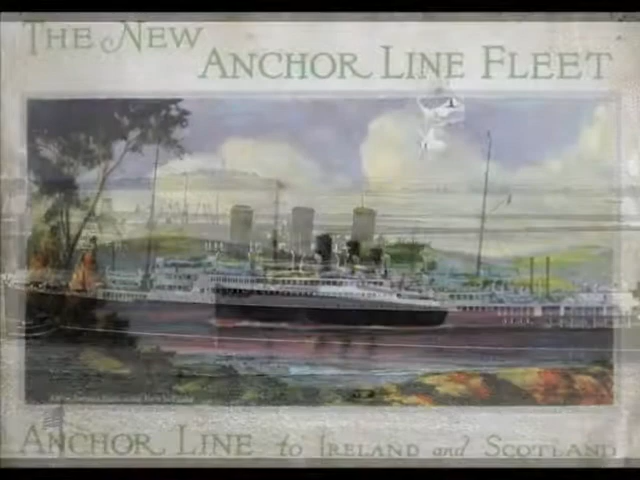 THE NEW
ANCHOR LINE FLEET
ANCHOR LINE to IRELAND and SCOTLAND